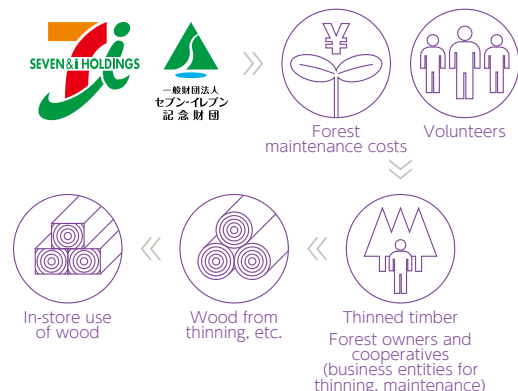 SEVEN&i HOLDINGS
一般財団法人
セブン-イレブン
記念財団
¥
Forest
maintenance costs
Volunteers
In-store use
of wood
Wood from
thinning, etc.
Thinned timber
Forest owners and
cooperatives
(business entities for
thinning, maintenance)